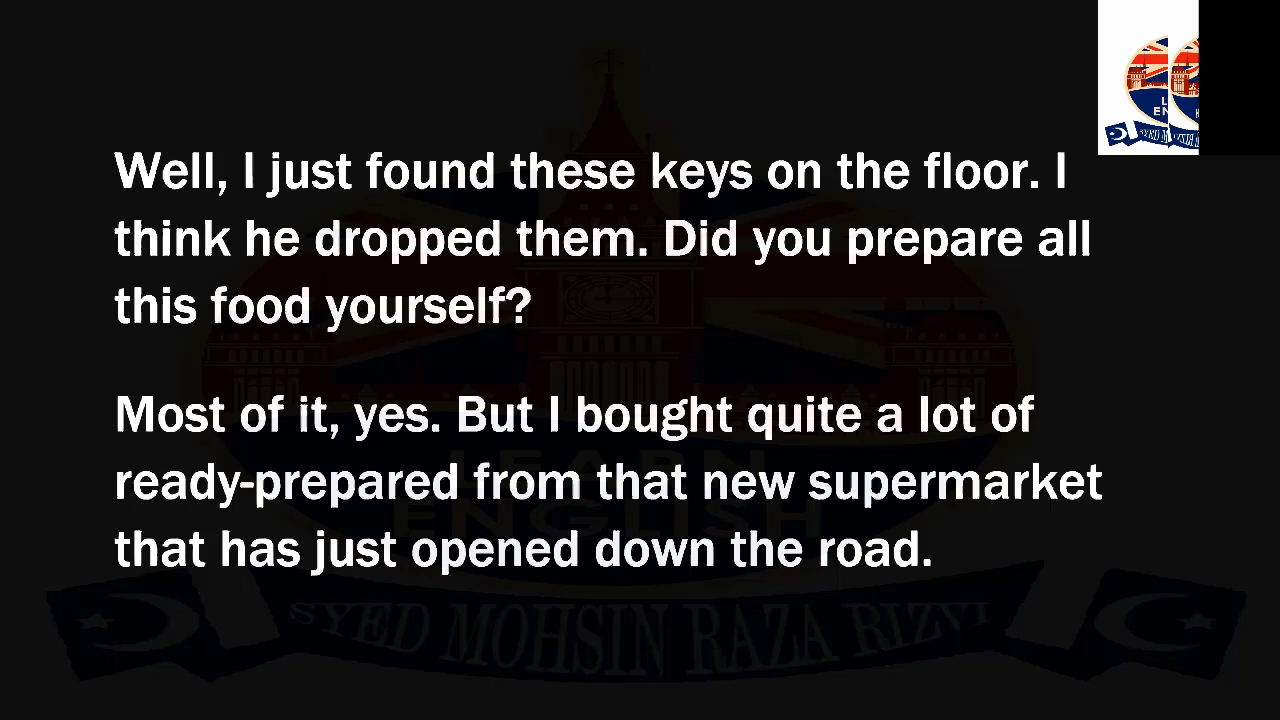 Well, I just found these keys on the floor. I
think he dropped them. Did you prepare all
this food yourself?
Most of it, yes. But I bought quite a lot of
ready-prepared from that new supermarket
that has just opened down the road.
LEARN
ENGLISH
SYED MOHSIN RAZA RIZVI